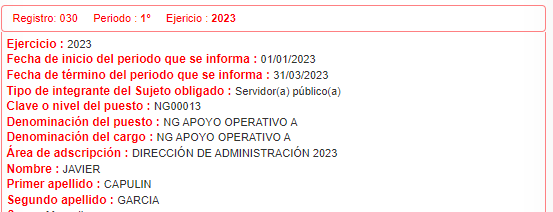 Registro: 030 Periodo : 1º Ejericio : 2023
Ejercicio : 2023
Fecha de inicio del periodo que se informa : 01/01/2023
Fecha de término del periodo que se informa : 31/03/2023
Tipo de integrante del Sujeto obligado : Servidor(a) público(a)
Clave o nivel del puesto : NG00013
Denominación del puesto : NG APOYO OPERATIVO A
Denominación del cargo : NG APOYO OPERATIVO A
Área de adscripción : DIRECCIÓN DE ADMINISTRACIÓN 2023
Nombre : JAVIER
Primer apellido : CAPULIN
Segundo apellido : GARCIA